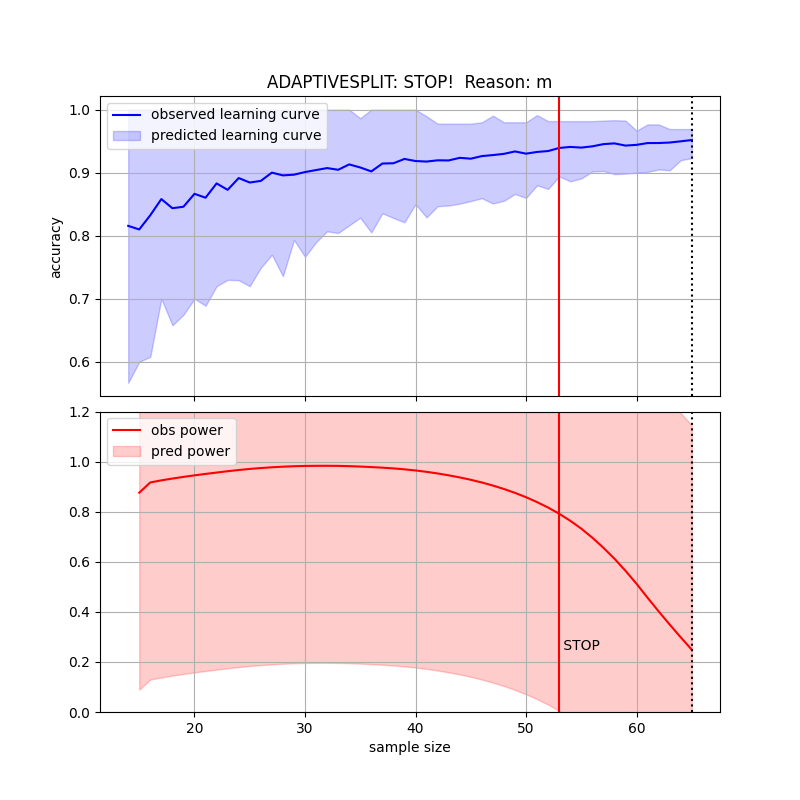 ADAPTIVESPLIT: STOP!  Reason: m
observed learning curve
predicted learning curve
accuracy
1.0
0.9
0.8
0.7
0.6
obs power
pred power
1.2
1.0
0.8
0.6
0.4
0.2
0.0
STOP
20 30 40 50 60
sample size